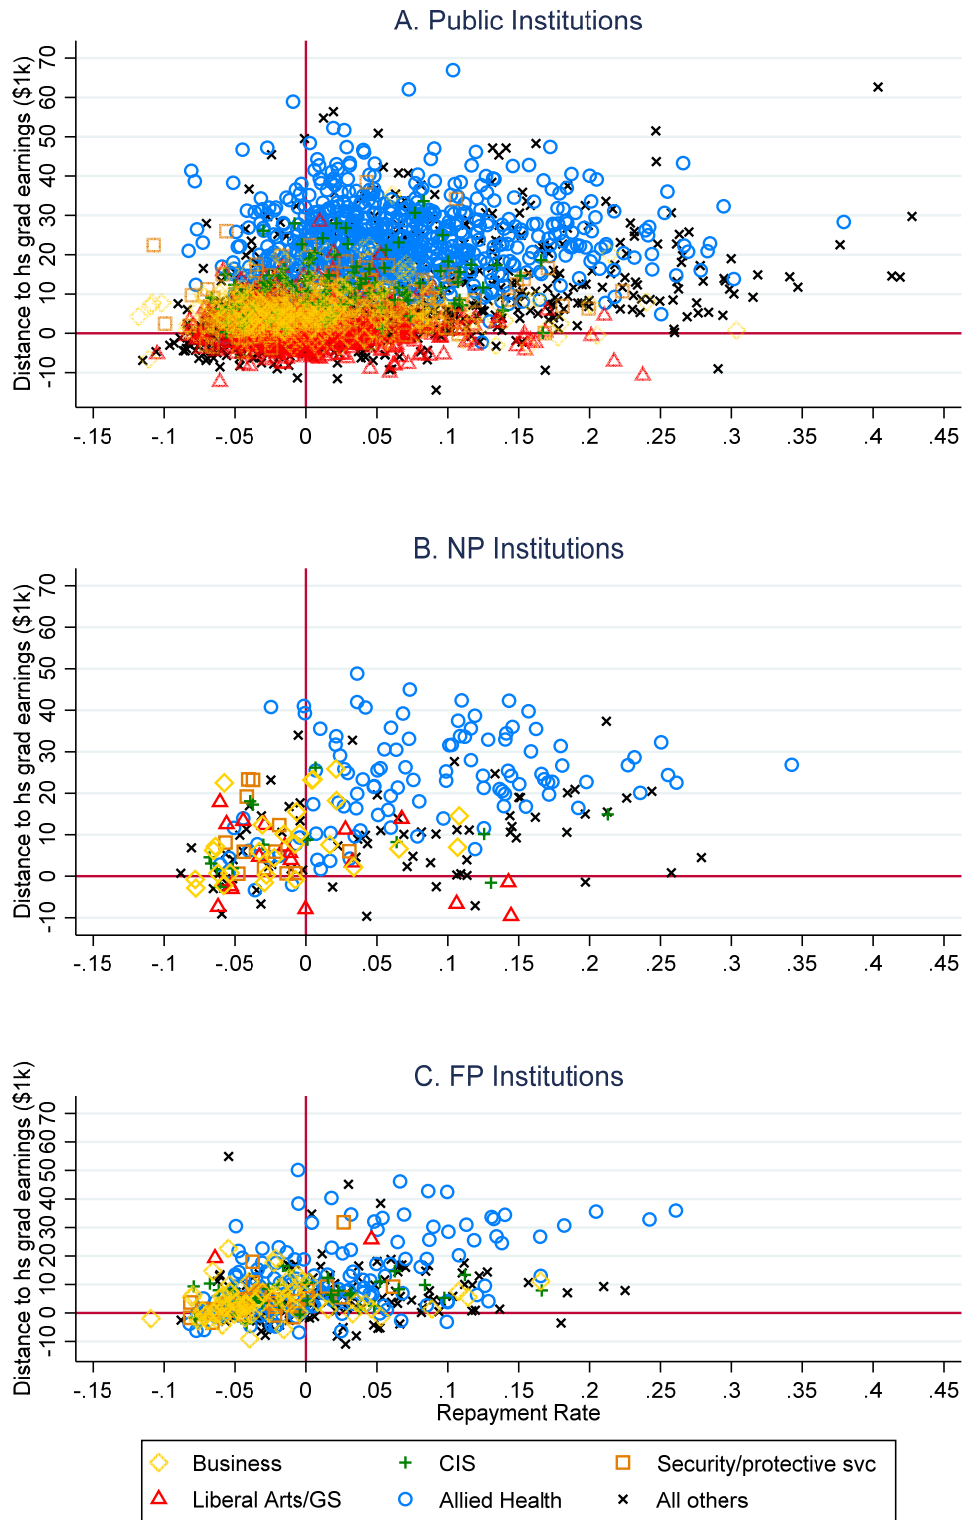 A. Public Institutions
Distance to hs grad earnings ($1k)
70
60
50
40
30
20
10
0
-10
-.15 -.1 -.05 0 .05 .1 .15 .2 .25 .3 .35 .4 .45
B. NP Institutions
Distance to hs grad earnings ($1k)
70
60
50
40
30
20
10
0
-10
-.15 -.1 -.05 0 .05 .1 .15 .2 .25 .3 .35 .4 .45
C. FP Institutions
Distance to hs grad earnings ($1k)
70
60
50
40
30
20
10
0
-10
-.15 -.1 -.05 0 .05 .1 .15 .2 .25 .3 .35 .4 .45
Repayment Rate
Business CIS Security/protective svc
Liberal Arts/GS Allied Health All others